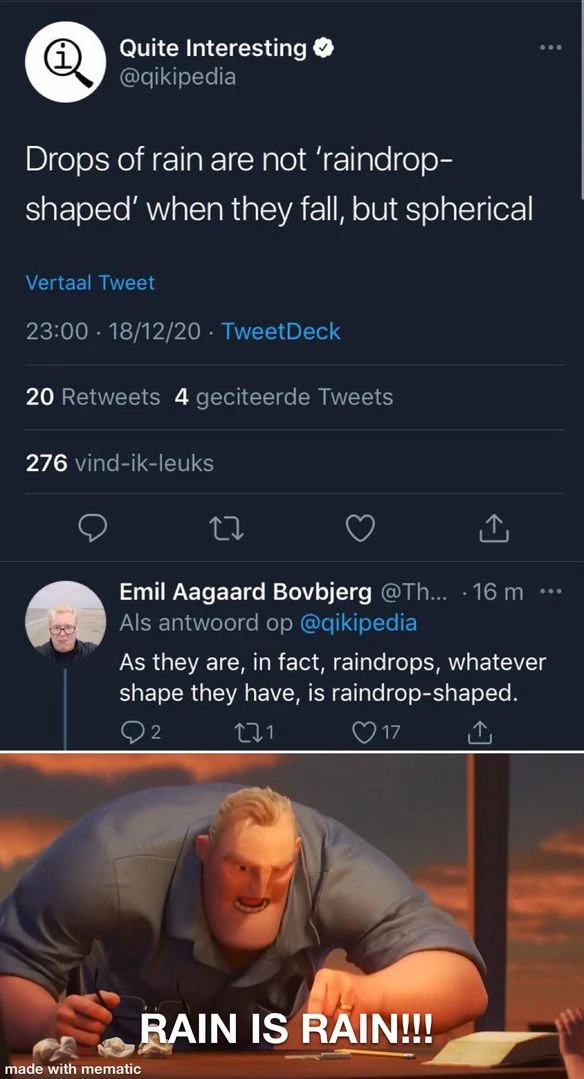 Quite Interesting
@qikipedia
Drops of rain are not ‘raindrop-
shaped’ when they fall, but spherical
Vertaal Tweet
23:00 · 18/12/20 · TweetDeck
20 Retweets 4 geciteerde Tweets
276 vind-ik-leuks
Emil Aagaard Bovbjerg @Th... · 16 m
Als antwoord op @qikipedia
As they are, in fact, raindrops, whatever
shape they have, is raindrop-shaped.
2 1 17
RAIN IS RAIN!!!
made with mematic